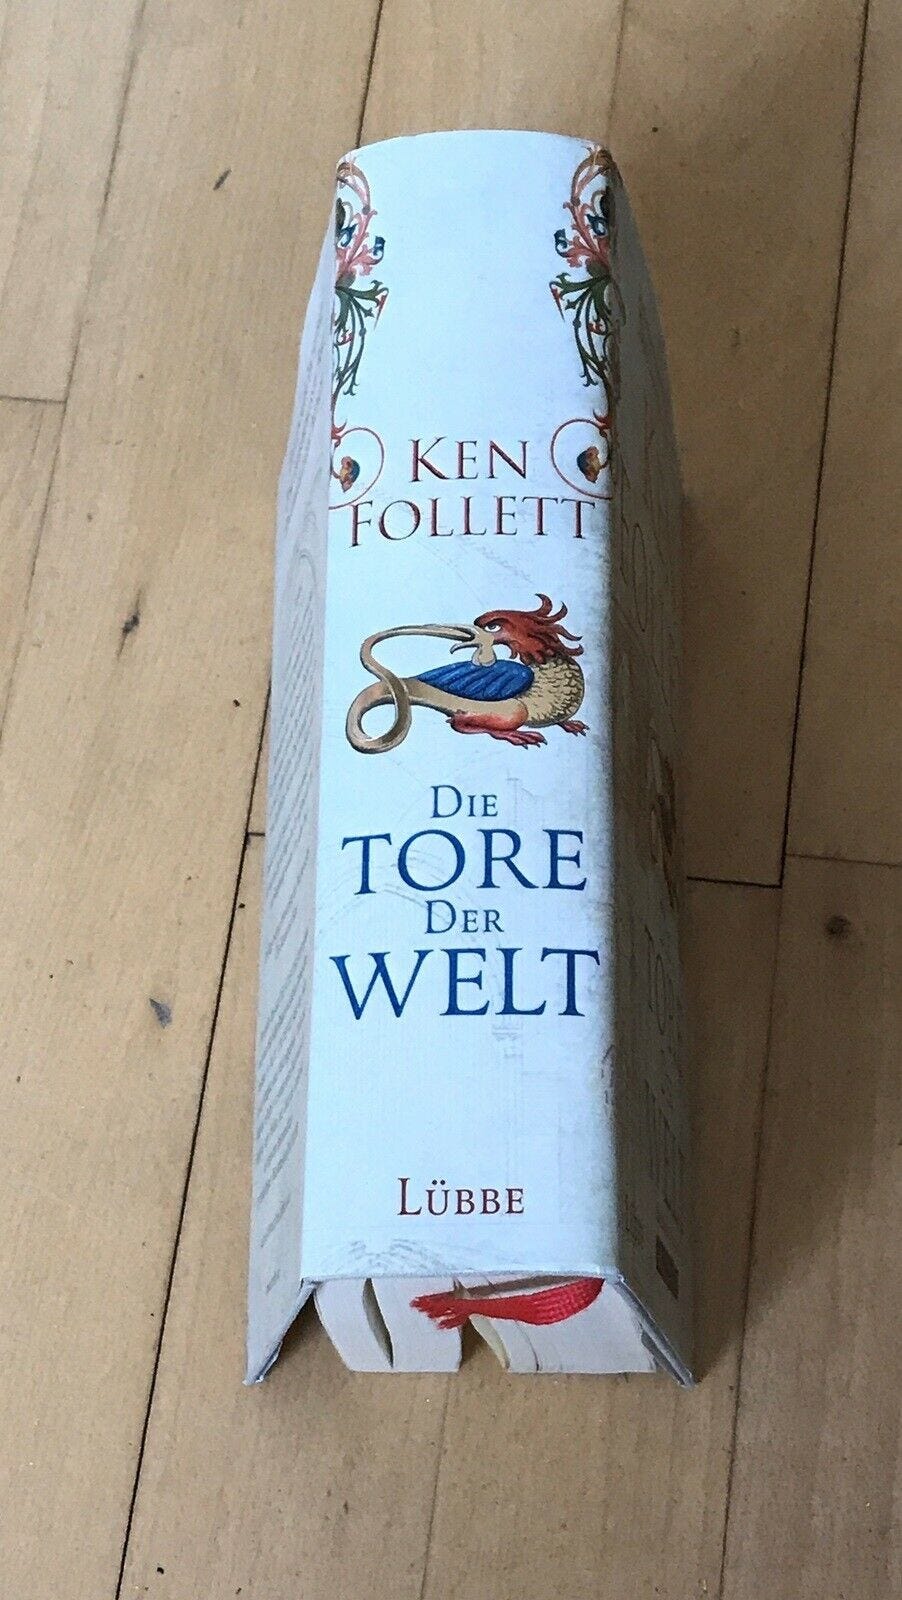 KEN
FOLLETT
DIE
TORE
DER
WELT
LÜBBE